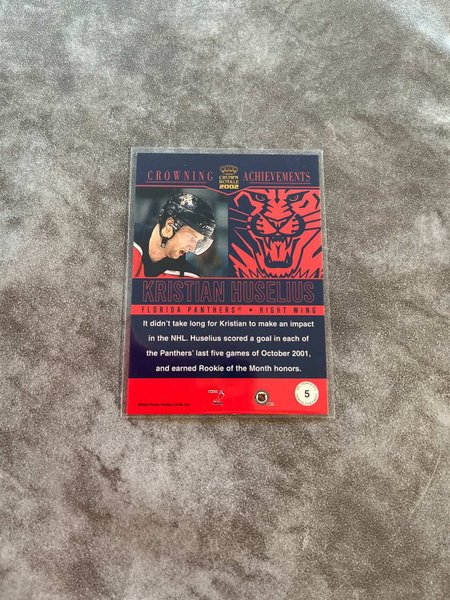 CROWNING ACHIEVEMENTS
CROWN
ROYALE
2002
KRISTIAN HUSELIUS
FLORIDA PANTHERS® • RIGHT WING
It didn't take long for Kristian to make an impact
in the NHL. Huselius scored a goal in each of
the Panthers' last five games of October 2001,
and earned Rookie of the Month honors.
NHL
5